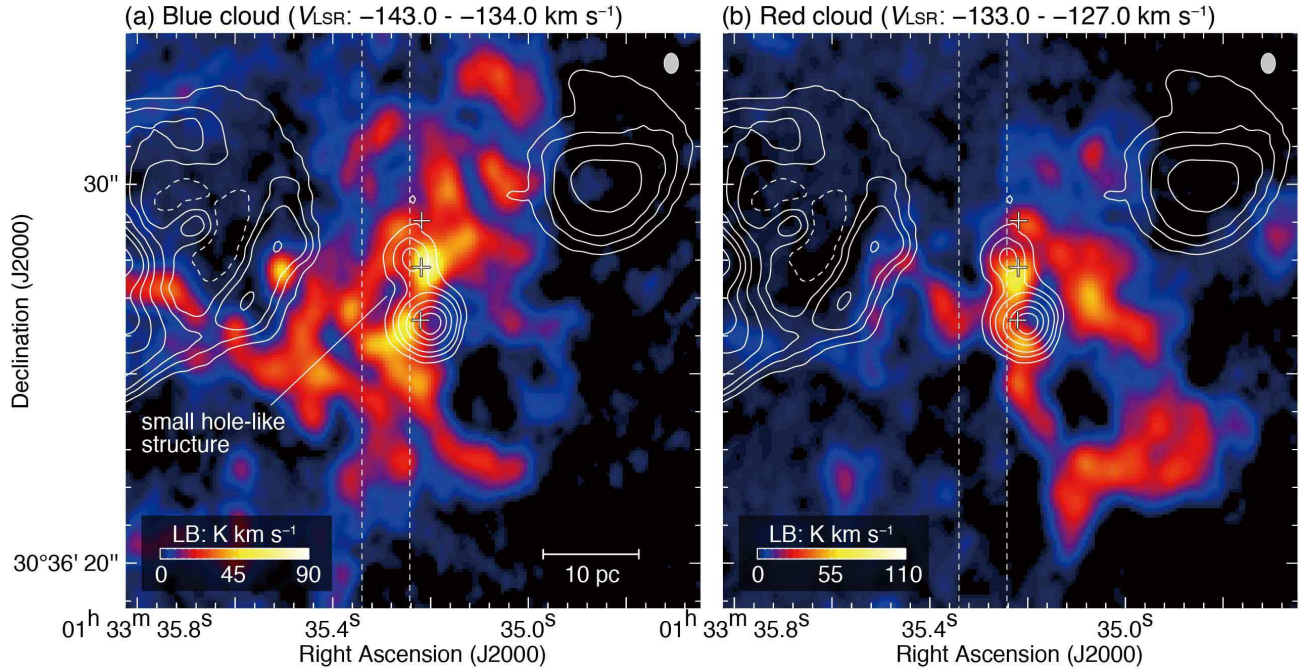 (a) Blue cloud (VLSR: −143.0 - −134.0 km s⁻¹)
(b) Red cloud (VLSR: −133.0 - −127.0 km s⁻¹)
Declination (J2000)
30"
30°36' 20"
small hole-like
structure
LB: K km s⁻¹
0 45 90
10 pc
LB: K km s⁻¹
0 55 110
01ʰ 33ᵐ 35.8ˢ 35.4ˢ 35.0ˢ
01ʰ 33ᵐ 35.8ˢ 35.4ˢ 35.0ˢ
Right Ascension (J2000)
Right Ascension (J2000)